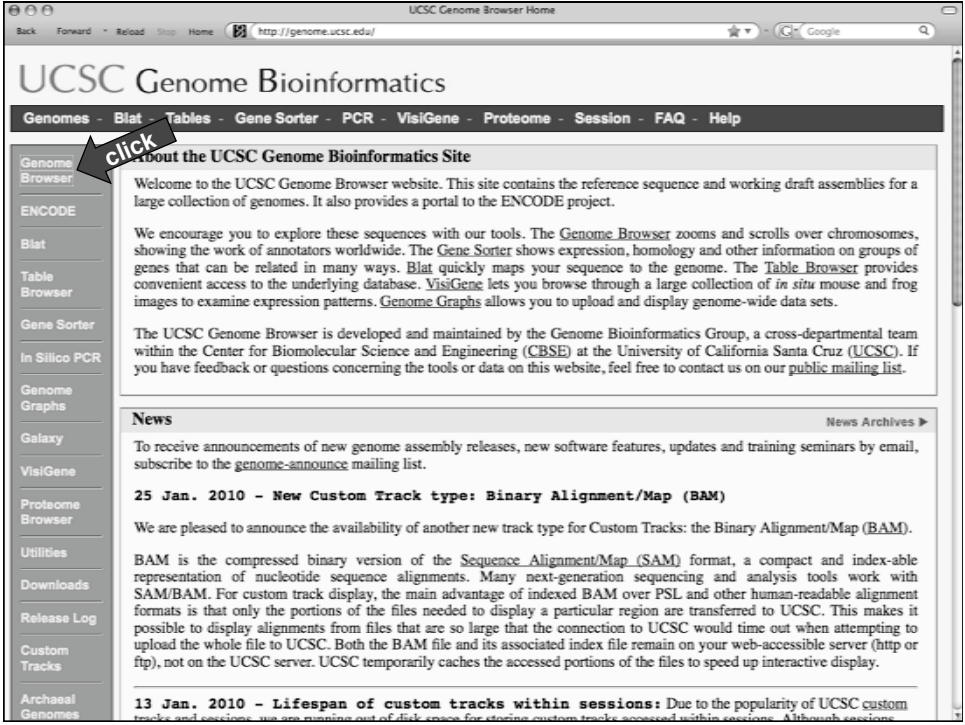 UCSC Genome Browser Home
Back Forward Reload Stop Home http://genome.ucsc.edu/ Google
UCSC Genome Bioinformatics
Genomes - Blat - Tables - Gene Sorter - PCR - VisiGene - Proteome - Session - FAQ - Help
click
Genome
Browser
ENCODE
Blat
Table
Browser
Gene Sorter
In Silico PCR
Genome
Graphs
Galaxy
VisiGene
Proteome
Browser
Utilities
Downloads
Release Log
Custom
Tracks
Archaeal
Genomes
About the UCSC Genome Bioinformatics Site
Welcome to the UCSC Genome Browser website. This site contains the reference sequence and working draft assemblies for a
large collection of genomes. It also provides a portal to the ENCODE project.
We encourage you to explore these sequences with our tools. The Genome Browser zooms and scrolls over chromosomes,
showing the work of annotators worldwide. The Gene Sorter shows expression, homology and other information on groups of
genes that can be related in many ways. Blat quickly maps your sequence to the genome. The Table Browser provides
convenient access to the underlying database. VisiGene lets you browse through a large collection of in situ mouse and frog
images to examine expression patterns. Genome Graphs allows you to upload and display genome-wide data sets.
The UCSC Genome Browser is developed and maintained by the Genome Bioinformatics Group, a cross-departmental team
within the Center for Biomolecular Science and Engineering (CBSE) at the University of California Santa Cruz (UCSC). If
you have feedback or questions concerning the tools or data on this website, feel free to contact us on our public mailing list.
News
News Archives ▶
To receive announcements of new genome assembly releases, new software features, updates and training seminars by email,
subscribe to the genome-announce mailing list.
25 Jan. 2010 - New Custom Track type: Binary Alignment/Map (BAM)
We are pleased to announce the availability of another new track type for Custom Tracks: the Binary Alignment/Map (BAM).
BAM is the compressed binary version of the Sequence Alignment/Map (SAM) format, a compact and index-able
representation of nucleotide sequence alignments. Many next-generation sequencing and analysis tools work with
SAM/BAM. For custom track display, the main advantage of indexed BAM over PSL and other human-readable alignment
formats is that only the portions of the files needed to display a particular region are transferred to UCSC. This makes it
possible to display alignments from files that are so large that the connection to UCSC would time out when attempting to
upload the whole file to UCSC. Both the BAM file and its associated index file remain on your web-accessible server (http or
ftp), not on the UCSC server. UCSC temporarily caches the accessed portions of the files to speed up interactive display.
13 Jan. 2010 - Lifespan of custom tracks within sessions: Due to the popularity of UCSC custom
tracks and sessions, we are running out of disk space for storing custom tracks accessed within sessions. Although sessions